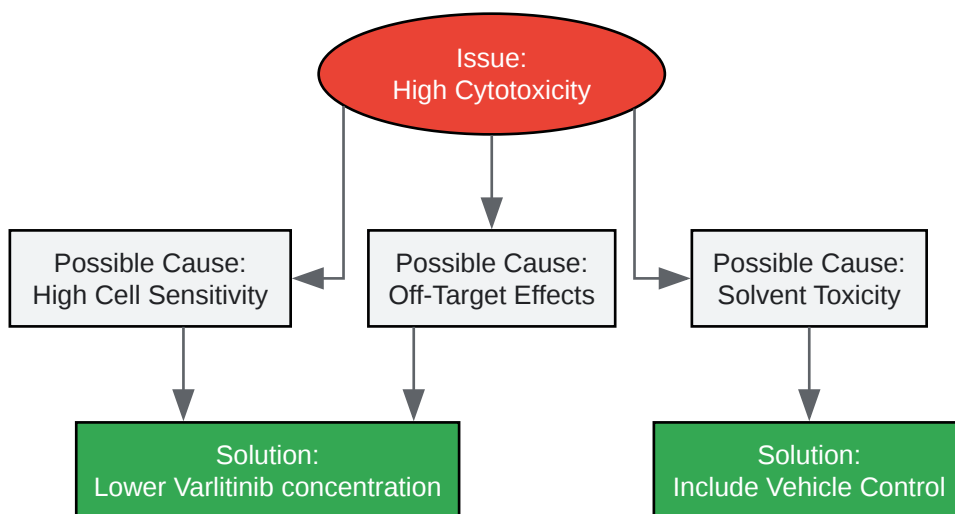 Issue:
High Cytotoxicity
Possible Cause:
High Cell Sensitivity
Possible Cause:
Off-Target Effects
Possible Cause:
Solvent Toxicity
Solution:
Lower Varlitinib concentration
Solution:
Include Vehicle Control